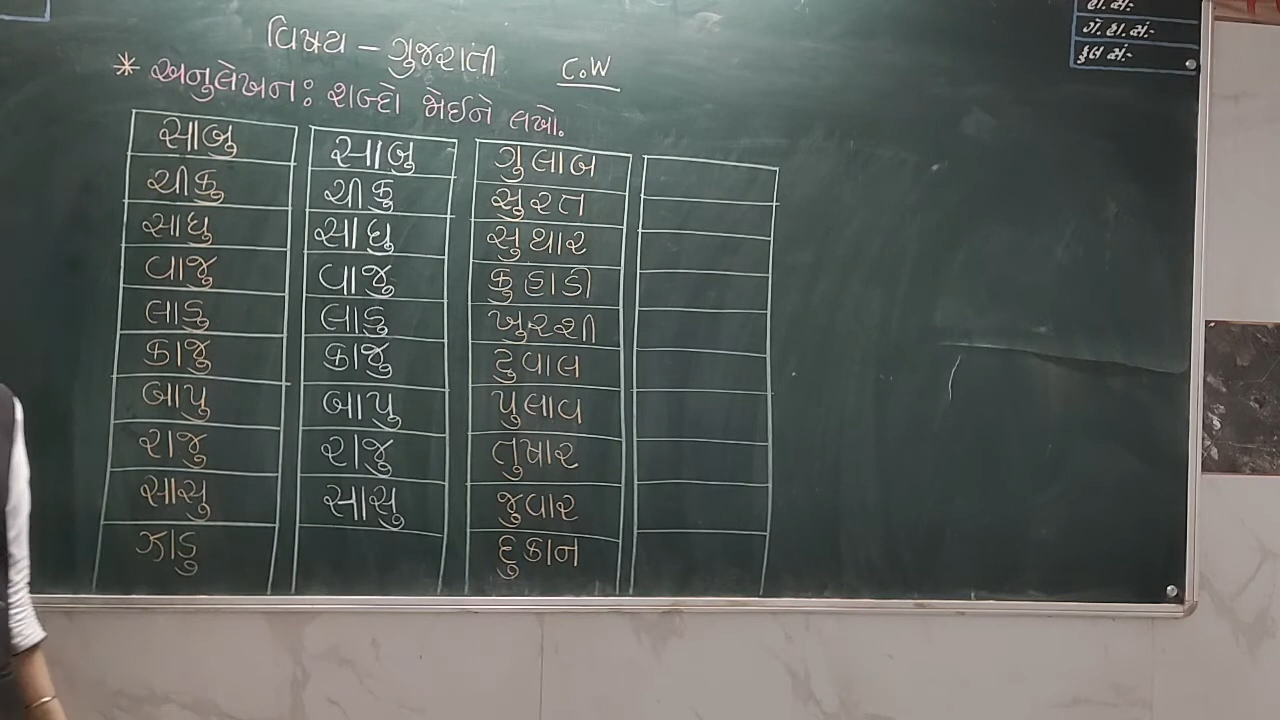 હા.સં:-
ગે.હા.સં:-
કુલ સં:-
વિષય – ગુજરાતી C.W
* અનુલેખન : શબ્દો જોઈને લખો.
સાબુ સાબુ ગુલાબ
ચીકુ ચીકુ સુરત
સાધુ સાધુ સુથાર
વાજુ વાજુ કુહાડી
લાડુ લાડુ ખુરશી
કાજુ કાજુ ટુવાલ
બાપુ બાપુ પુલાવ
રાજુ રાજુ તુષાર
સાસુ સાસુ જુવાર
ઝાડુ દુકાન